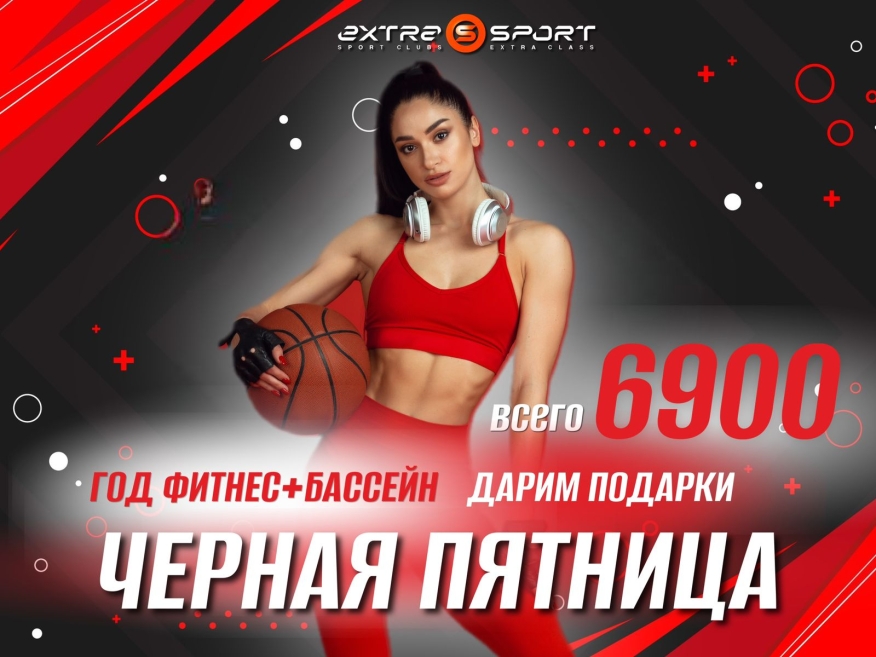 EXTRA S SPORT
SPORT CLUBS EXTRA CLASS
всего 6900
ГОД ФИТНЕС+БАССЕЙН ДАРИМ ПОДАРКИ
ЧЕРНАЯ ПЯТНИЦА